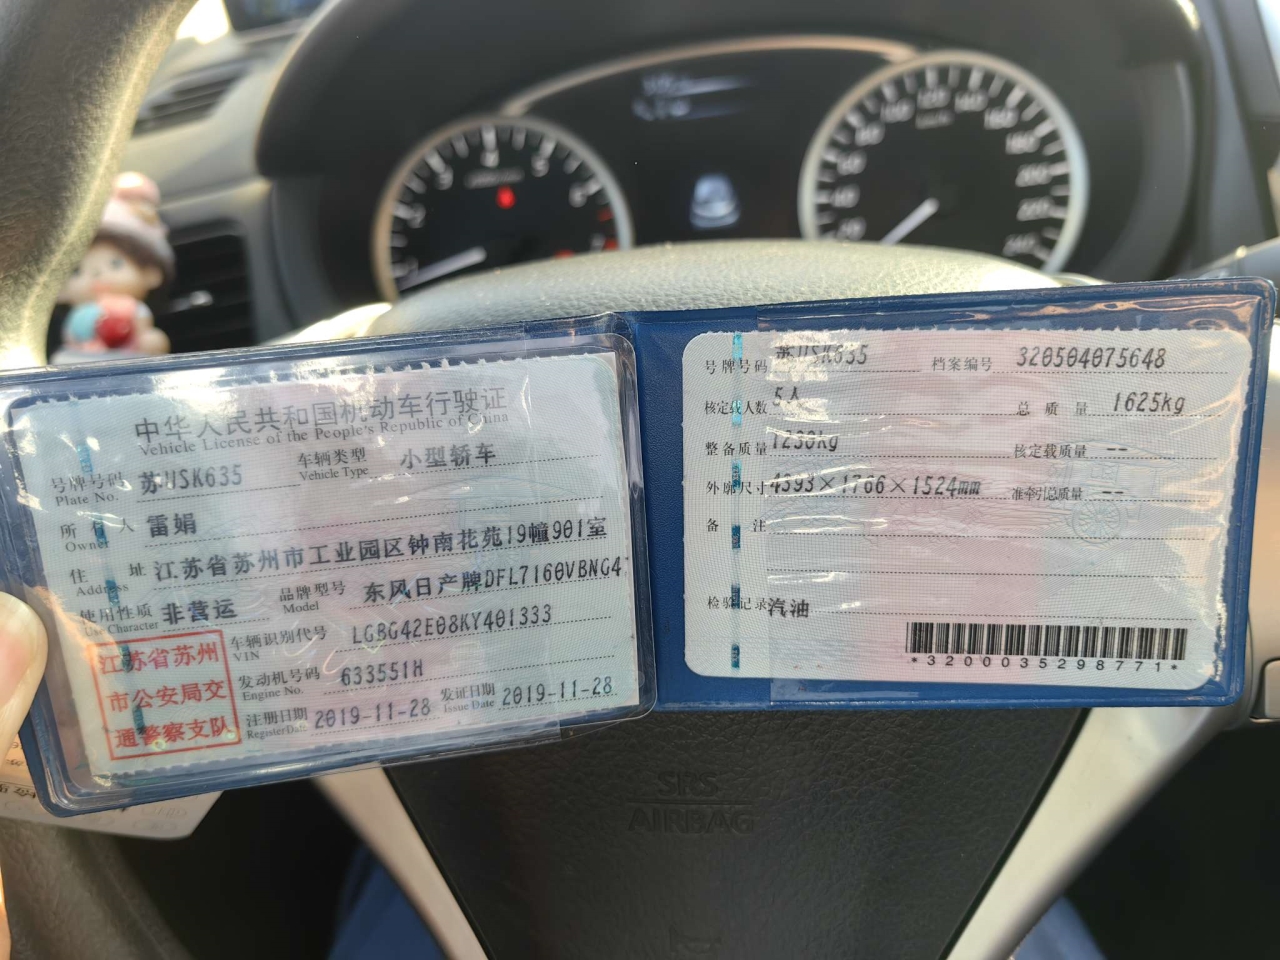 中华人民共和国机动车行驶证
Vehicle License of the People's Republic of China
号牌号码 苏USK635 车辆类型 小型轿车
Plate No. Vehicle Type
所有人 雷娟
Owner
住址 江苏省苏州市工业园区钟南花苑19幢901室
Address
使用性质 非营运 品牌型号 东风日产牌DFL7160VBNG4
Use Character Model
江苏省苏州
市公安局交
通警察支队
车辆识别代号 LGBG42E08KY401333
VIN
发动机号码 633551H
Engine No.
注册日期 2019-11-28 发证日期 2019-11-28
Register Date Issue Date
号牌号码 苏USK635 档案编号 320504075648
核定载人数 5人 总质量 1625kg
整备质量 1230kg 核定载质量 --
外廓尺寸 4393×1766×1524mm 准牵引总质量 --
备注
检验记录 汽油
*3200035298771*
SRS
AIRBAG